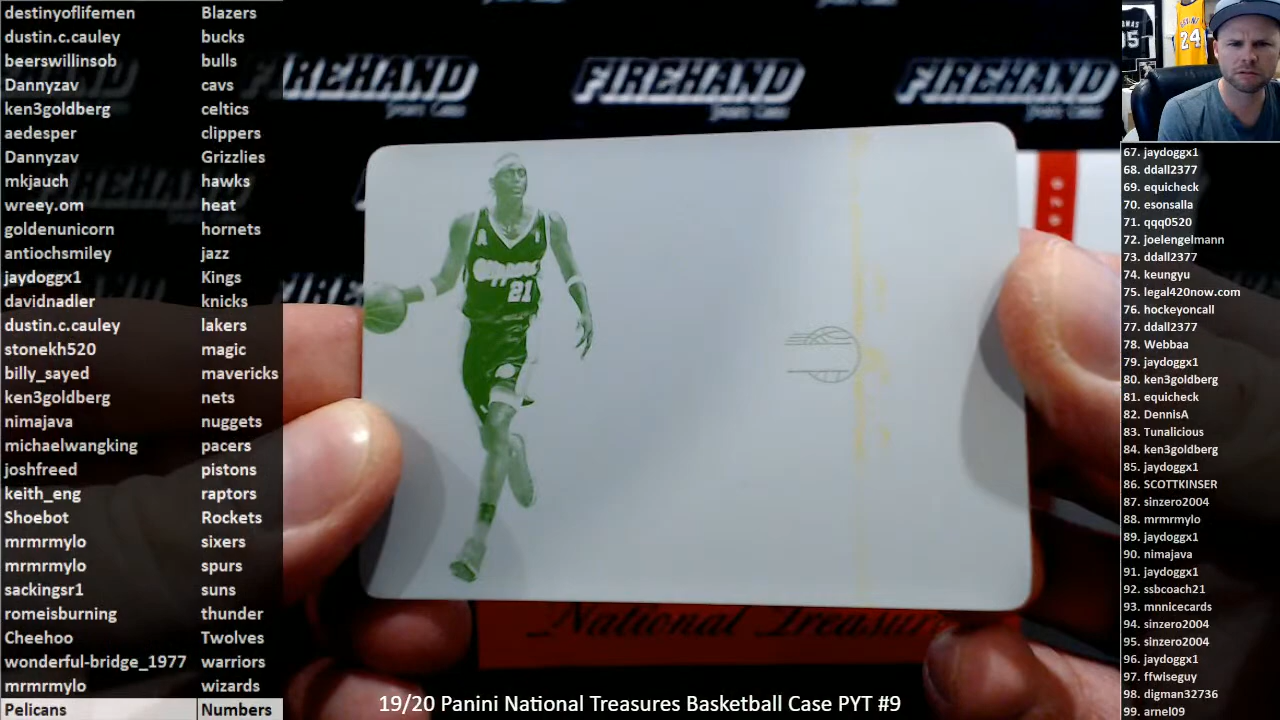 destinyoflifemen Blazers
dustin.c.cauley bucks
beerswillinsob bulls
Dannyzav cavs
ken3goldberg celtics
aedesper clippers
Dannyzav Grizzlies
mkjauch hawks
wreey.om heat
goldenunicorn hornets
antiochsmiley jazz
jaydoggx1 Kings
davidnadler knicks
dustin.c.cauley lakers
stonekh520 magic
billy_sayed mavericks
ken3goldberg nets
nimajava nuggets
michaelwangking pacers
joshfreed pistons
keith_eng raptors
Shoebot Rockets
mrmrmylo sixers
mrmrmylo spurs
sackingsr1 suns
romeisburning thunder
Cheehoo Twolves
wonderful-bridge_1977 warriors
mrmrmylo wizards
Pelicans Numbers
FIREHAND FIREHAND FIREHAND
Sports Cards
Clippers
21
National Treasures
19/20 Panini National Treasures Basketball Case PYT #9
24
67. jaydoggx1
68. ddall2377
69. equicheck
70. esonsalla
71. qqq0520
72. joelengelmann
73. ddall2377
74. keungyu
75. legal420now.com
76. hockeyoncall
77. ddall2377
78. Webbaa
79. jaydoggx1
80. ken3goldberg
81. equicheck
82. DennisA
83. Tunalicious
84. ken3goldberg
85. jaydoggx1
86. SCOTTKINSER
87. sinzero2004
88. mrmrmylo
89. jaydoggx1
90. nimajava
91. jaydoggx1
92. ssbcoach21
93. mnnicecards
94. sinzero2004
95. sinzero2004
96. jaydoggx1
97. ffwiseguy
98. digman32736
99. arnel09